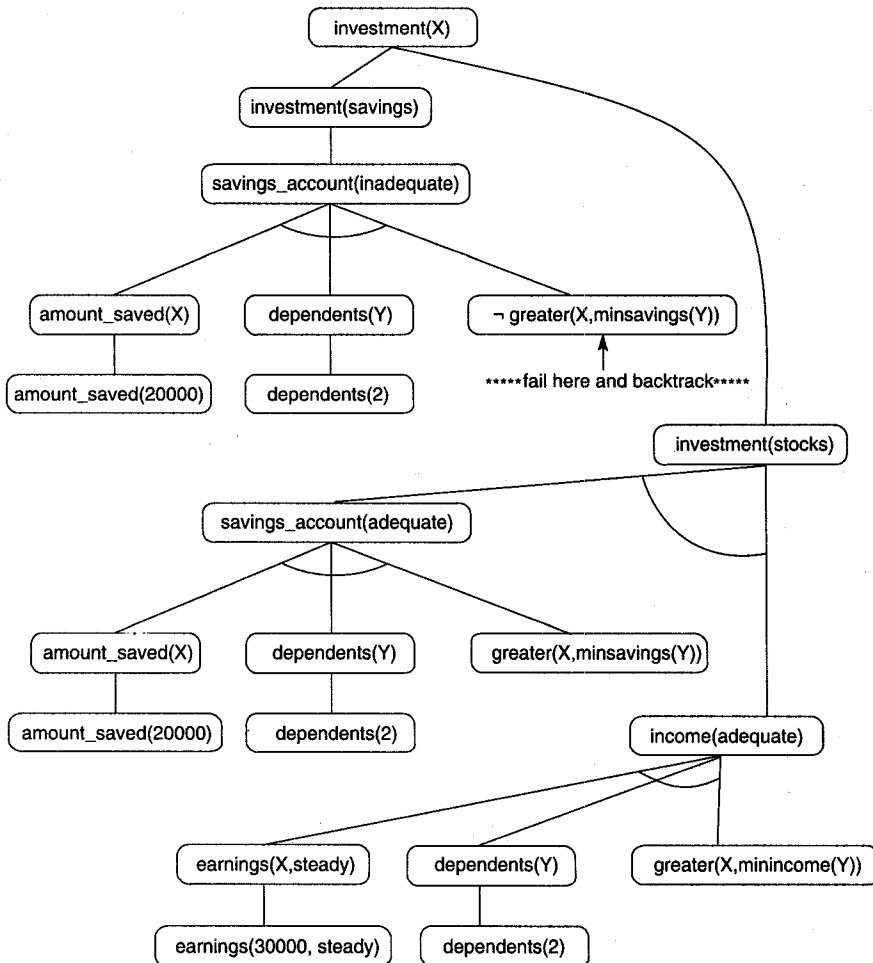 investment(X)
investment(savings)
savings_account(inadequate)
amount_saved(X)
dependents(Y)
¬ greater(X,minsavings(Y))
amount_saved(20000)
dependents(2)
*****fail here and backtrack*****
investment(stocks)
savings_account(adequate)
amount_saved(X)
dependents(Y)
greater(X,minsavings(Y))
amount_saved(20000)
dependents(2)
income(adequate)
earnings(X,steady)
dependents(Y)
greater(X,minincome(Y))
earnings(30000, steady)
dependents(2)